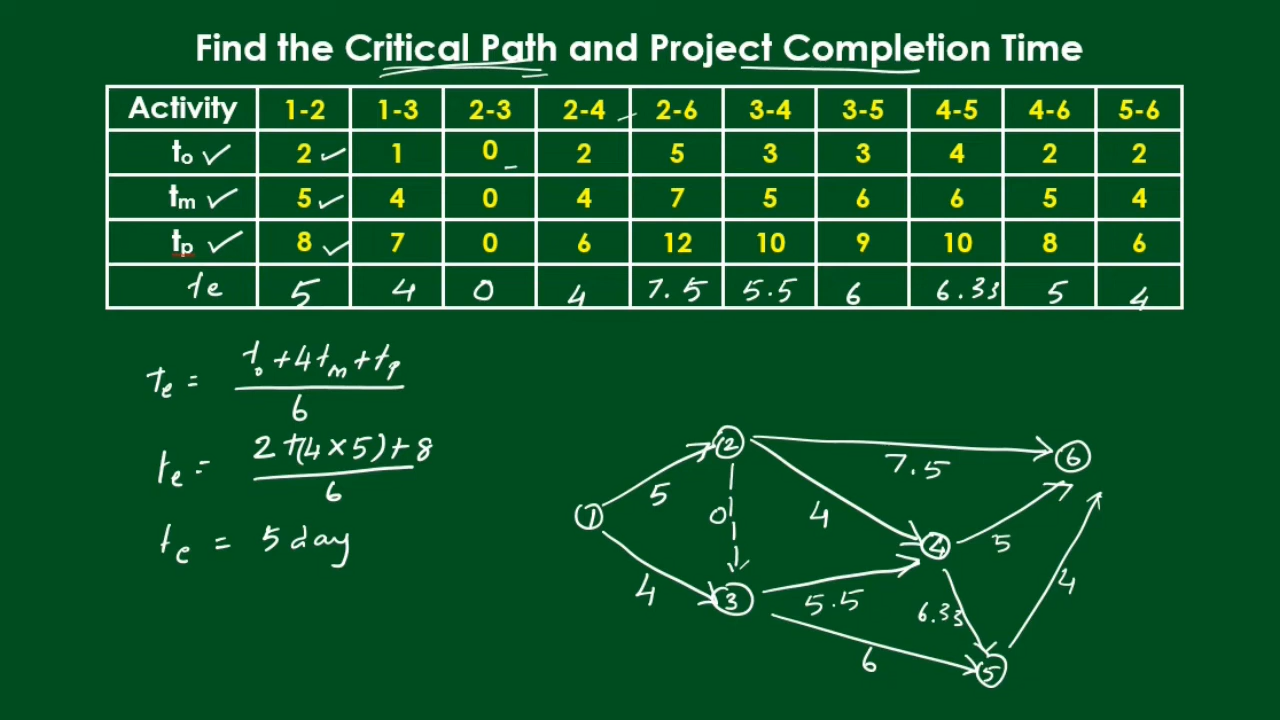 Find the Critical Path and Project Completion Time
Activity 1-2 1-3 2-3 2-4 2-6 3-4 3-5 4-5 4-6 5-6
to 2 1 0 2 5 3 3 4 2 2
tm 5 4 0 4 7 5 6 6 5 4
tp 8 7 0 6 12 10 9 10 8 6
te 5 4 0 4 7.5 5.5 6 6.33 5 4
te = to + 4tm + tp
6
te = 2+(4×5)+8
6
te = 5 day
2
6
7.5
5
1
0
4
4
5
4
3
5.5
6.33
4
6
5